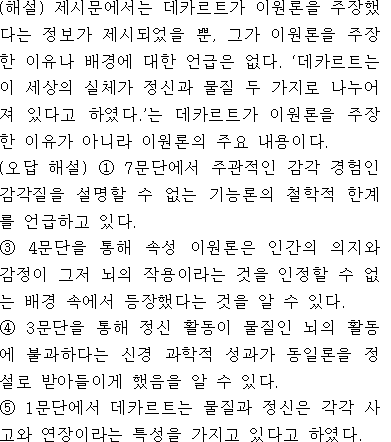 (해설) 제시문에서는 데카르트가 이원론을 주장했
다는 정보가 제시되었을 뿐, 그가 이원론을 주장
한 이유나 배경에 대한 언급은 없다. ‘데카르트는
이 세상의 실체가 정신과 물질 두 가지로 나누어
져 있다고 하였다.’는 데카르트가 이원론을 주장
한 이유가 아니라 이원론의 주요 내용이다.
(오답 해설) ① 7문단에서 주관적인 감각 경험인
감각질을 설명할 수 없는 기능론의 철학적 한계
를 언급하고 있다.
③ 4문단을 통해 속성 이원론은 인간의 의지와
감정이 그저 뇌의 작용이라는 것을 인정할 수 없
는 배경 속에서 등장했다는 것을 알 수 있다.
④ 3문단을 통해 정신 활동이 물질인 뇌의 활동
에 불과하다는 신경 과학적 성과가 동일론을 정
설로 받아들이게 했음을 알 수 있다.
⑤ 1문단에서 데카르트는 물질과 정신은 각각 사
고와 연장이라는 특성을 가지고 있다고 하였다.